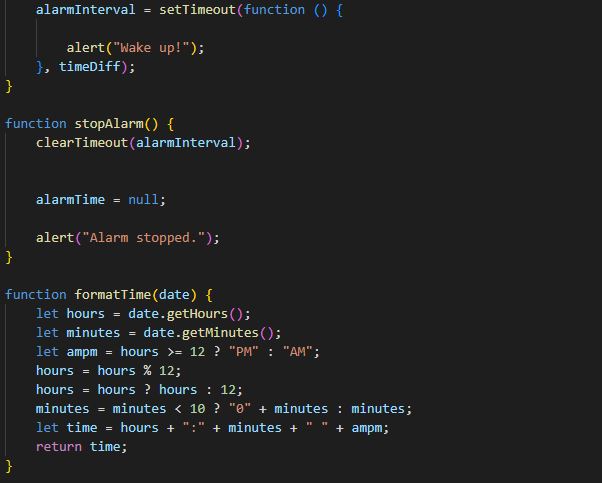 alarmInterval = setTimeout(function () {
alert("Wake up!");
}, timeDiff);
}
function stopAlarm() {
clearTimeout(alarmInterval);
alarmTime = null;
alert("Alarm stopped.");
}
function formatTime(date) {
let hours = date.getHours();
let minutes = date.getMinutes();
let ampm = hours >= 12 ? "PM" : "AM";
hours = hours % 12;
hours = hours ? hours : 12;
minutes = minutes < 10 ? "0" + minutes : minutes;
let time = hours + ":" + minutes + " " + ampm;
return time;
}